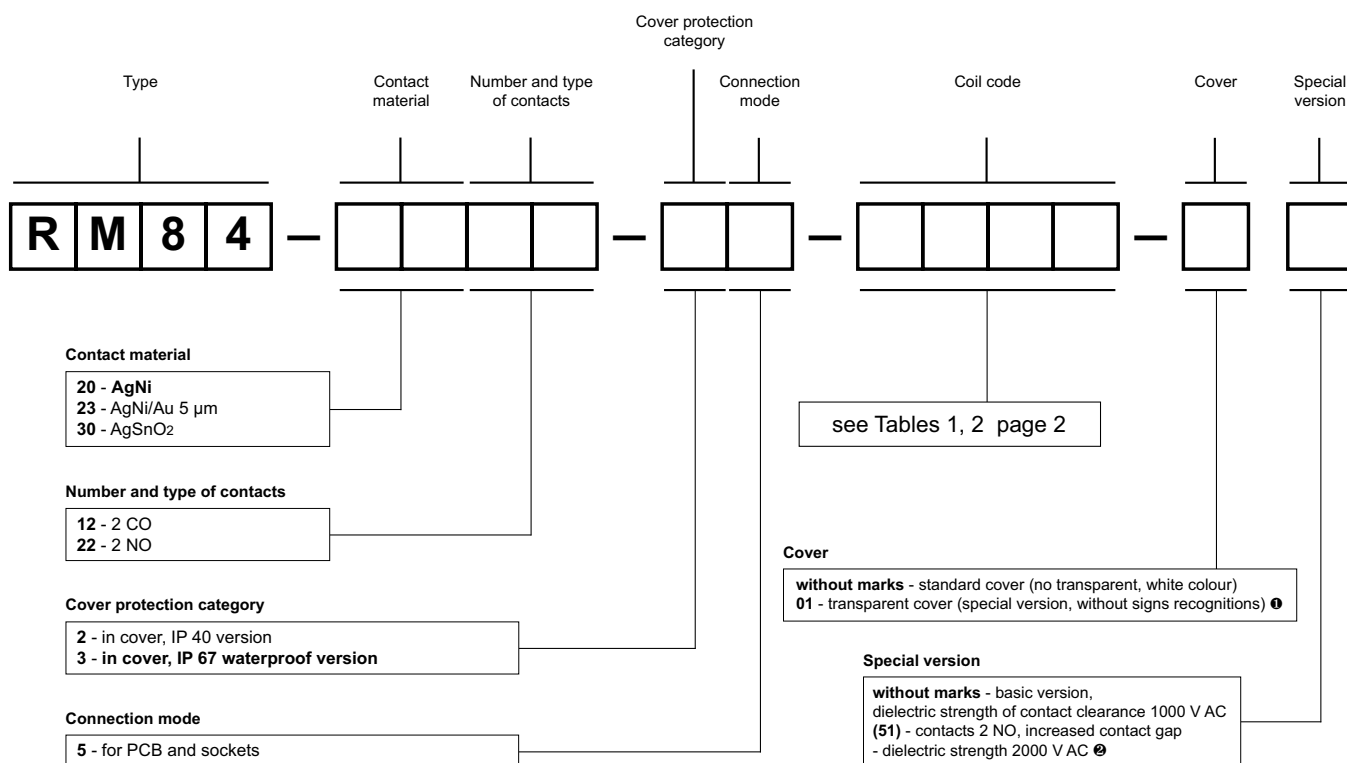 Cover protection
category
Type
Contact
material
Number and type
of contacts
Connection
mode
Coil code
Cover
Special
version
R M 8 4 – – – –
Contact material
20 - AgNi
23 - AgNi/Au 5 µm
30 - AgSnO2
see Tables 1, 2 page 2
Number and type of contacts
12 - 2 CO
22 - 2 NO
Cover
without marks - standard cover (no transparent, white colour)
01 - transparent cover (special version, without signs recognitions) ❶
Cover protection category
2 - in cover, IP 40 version
3 - in cover, IP 67 waterproof version
Special version
without marks - basic version,
dielectric strength of contact clearance 1000 V AC
(51) - contacts 2 NO, increased contact gap
- dielectric strength 2000 V AC ❷
Connection mode
5 - for PCB and sockets